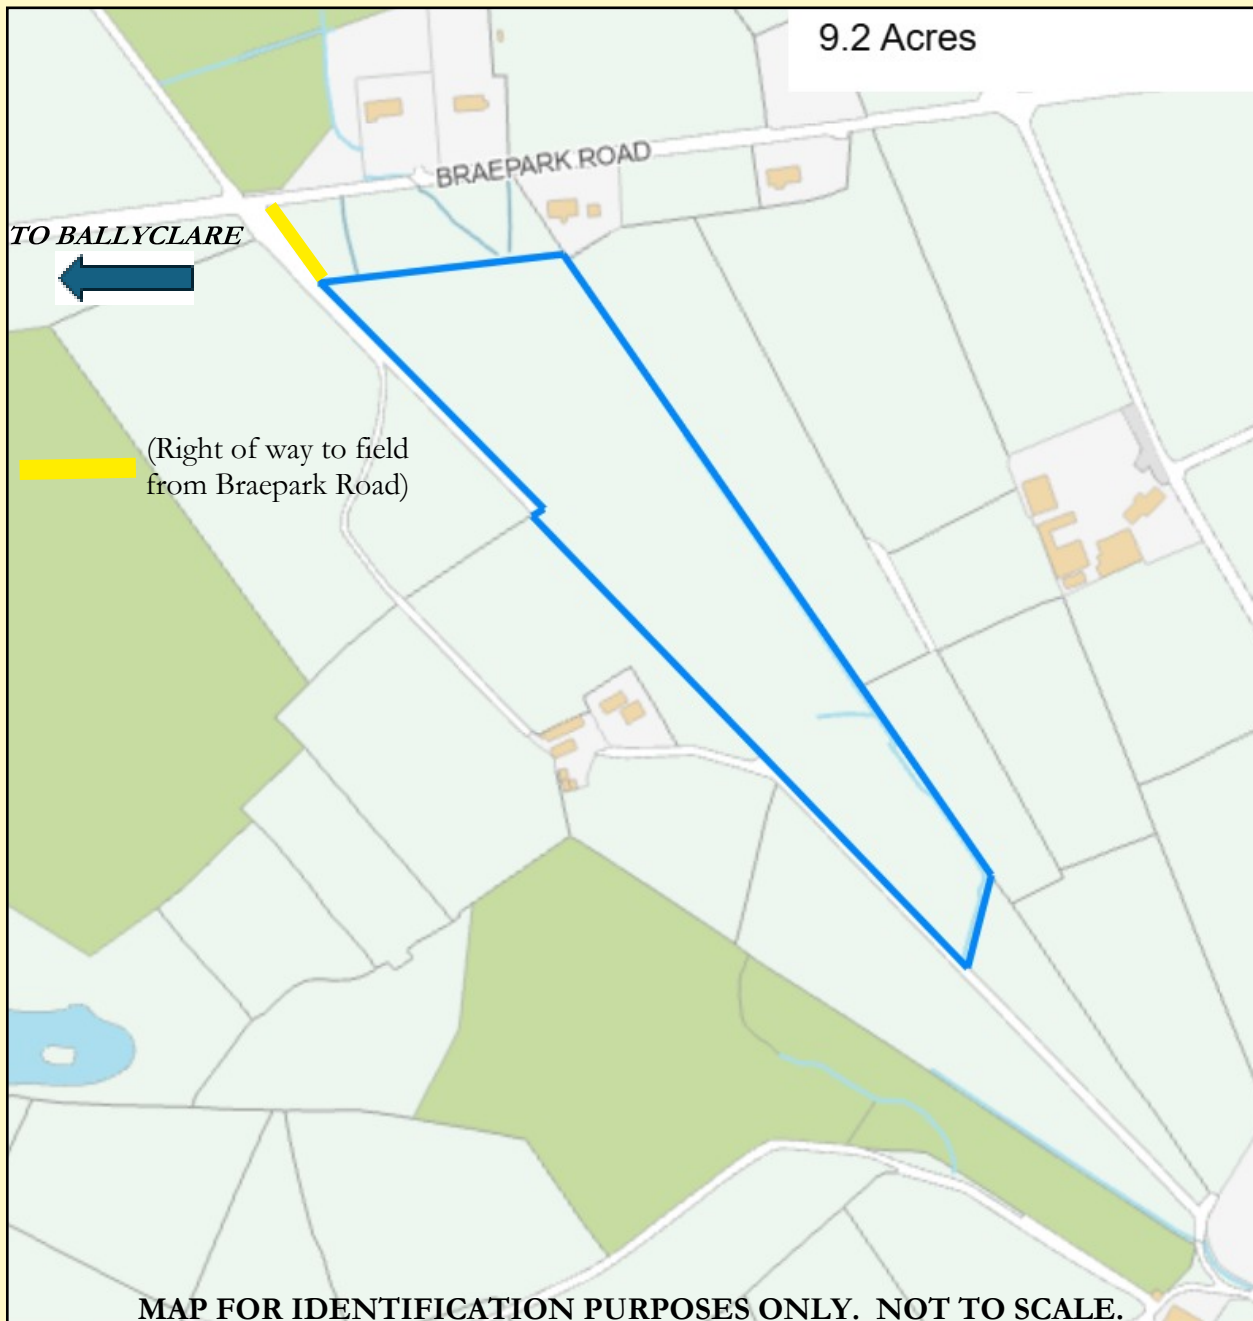 9.2 Acres
BRAEPARK ROAD
TO BALLYCLARE
(Right of way to field
from Braepark Road)
MAP FOR IDENTIFICATION PURPOSES ONLY. NOT TO SCALE.